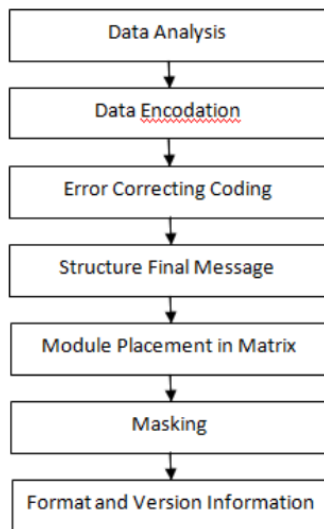 Data Analysis
Data Encodation
Error Correcting Coding
Structure Final Message
Module Placement in Matrix
Masking
Format and Version Information